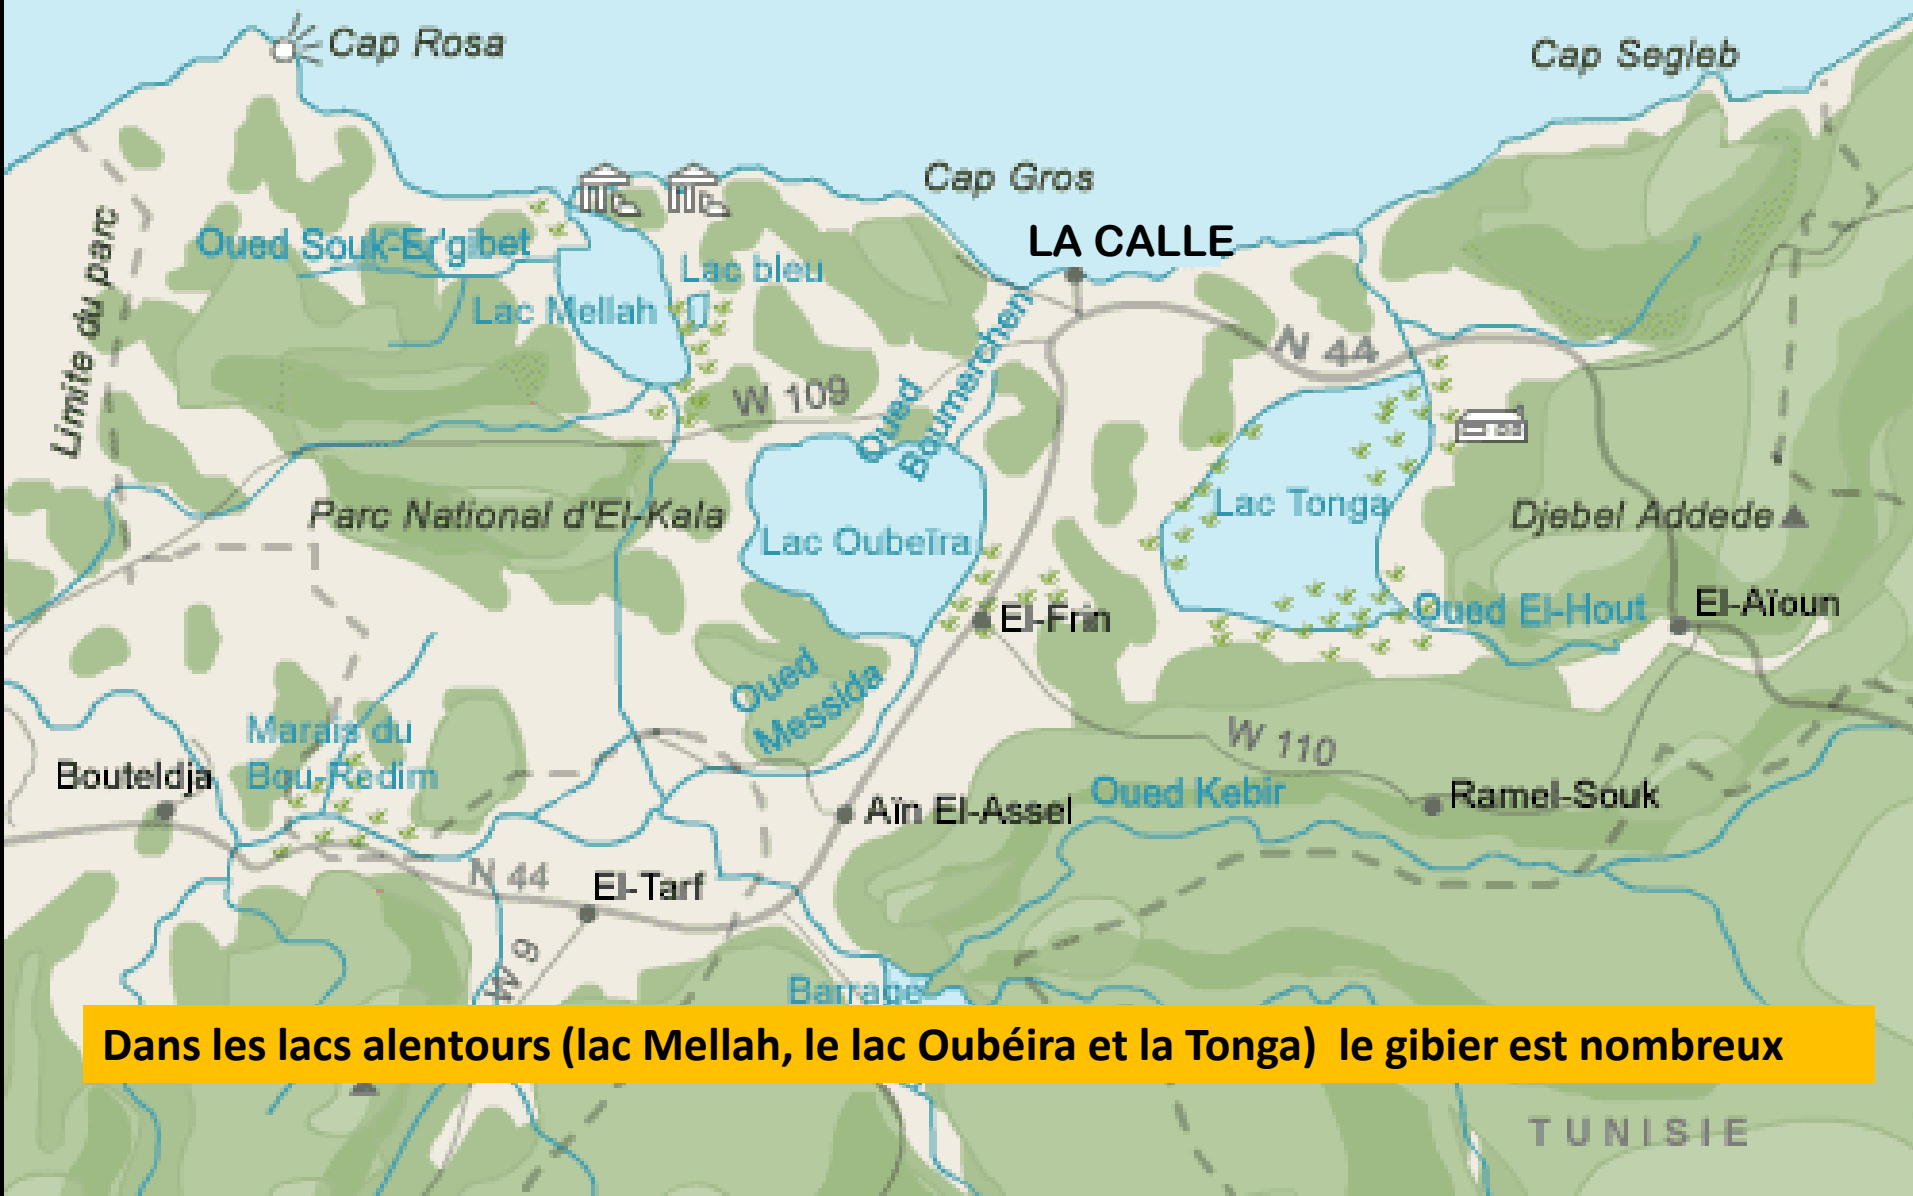 Cap Rosa
Cap Segleb
Cap Gros
LA CALLE
Limite du parc
Oued Souk-Er'gibet
Lac bleu
Lac Mellah
N 44
W 109
Oued
Boumerchen
Parc National d'El-Kala
Lac Oubeïra
Lac Tonga
Djebel Addede
El-Frin
Oued El-Hout
El-Aïoun
Oued
Messida
Marais du
Bou-Redim
Bouteldja
W 110
Aïn El-Assel
Oued Kebir
Ramel-Souk
N 44
El-Tarf
W 9
Barrage
Dans les lacs alentours (lac Mellah, le lac Oubéira et la Tonga) le gibier est nombreux
TUNISIE